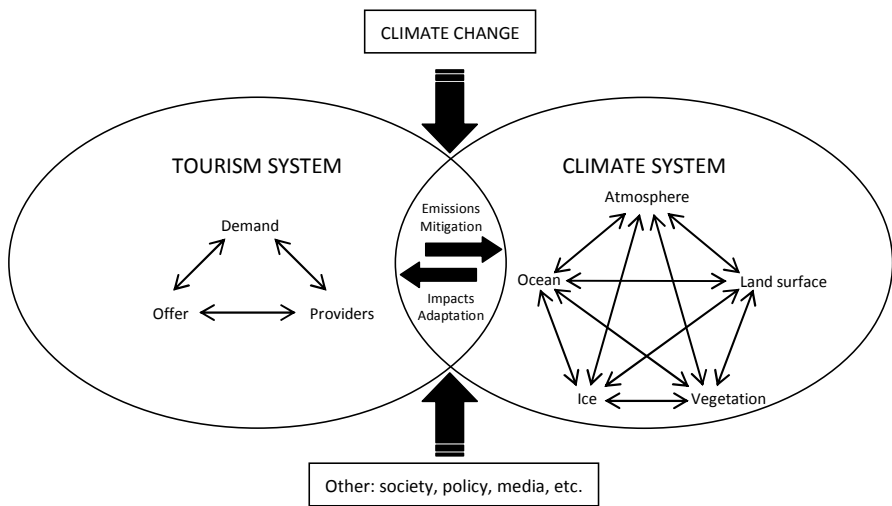 CLIMATE CHANGE
TOURISM SYSTEM
CLIMATE SYSTEM
Demand
Offer
Providers
Emissions
Mitigation
Impacts
Adaptation
Atmosphere
Ocean
Land surface
Ice
Vegetation
Other: society, policy, media, etc.